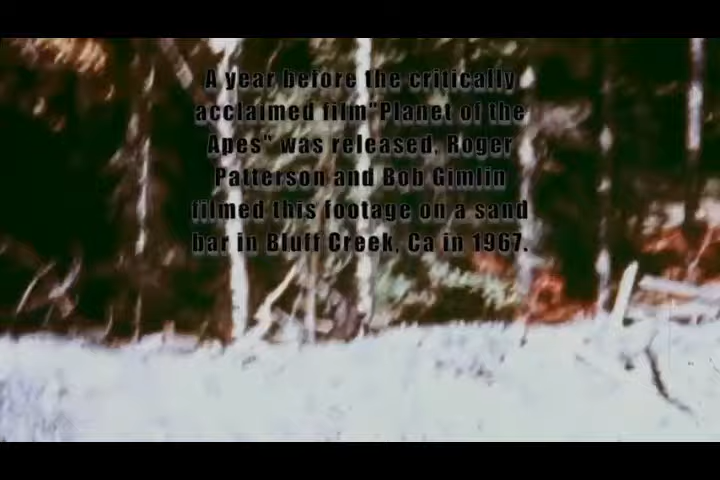 A year before the critically
acclaimed film"Planet of the
Apes" was released, Roger
Patterson and Bob Gimlin
filmed this footage on a sand
bar in Bluff Creek, Ca in 1967.